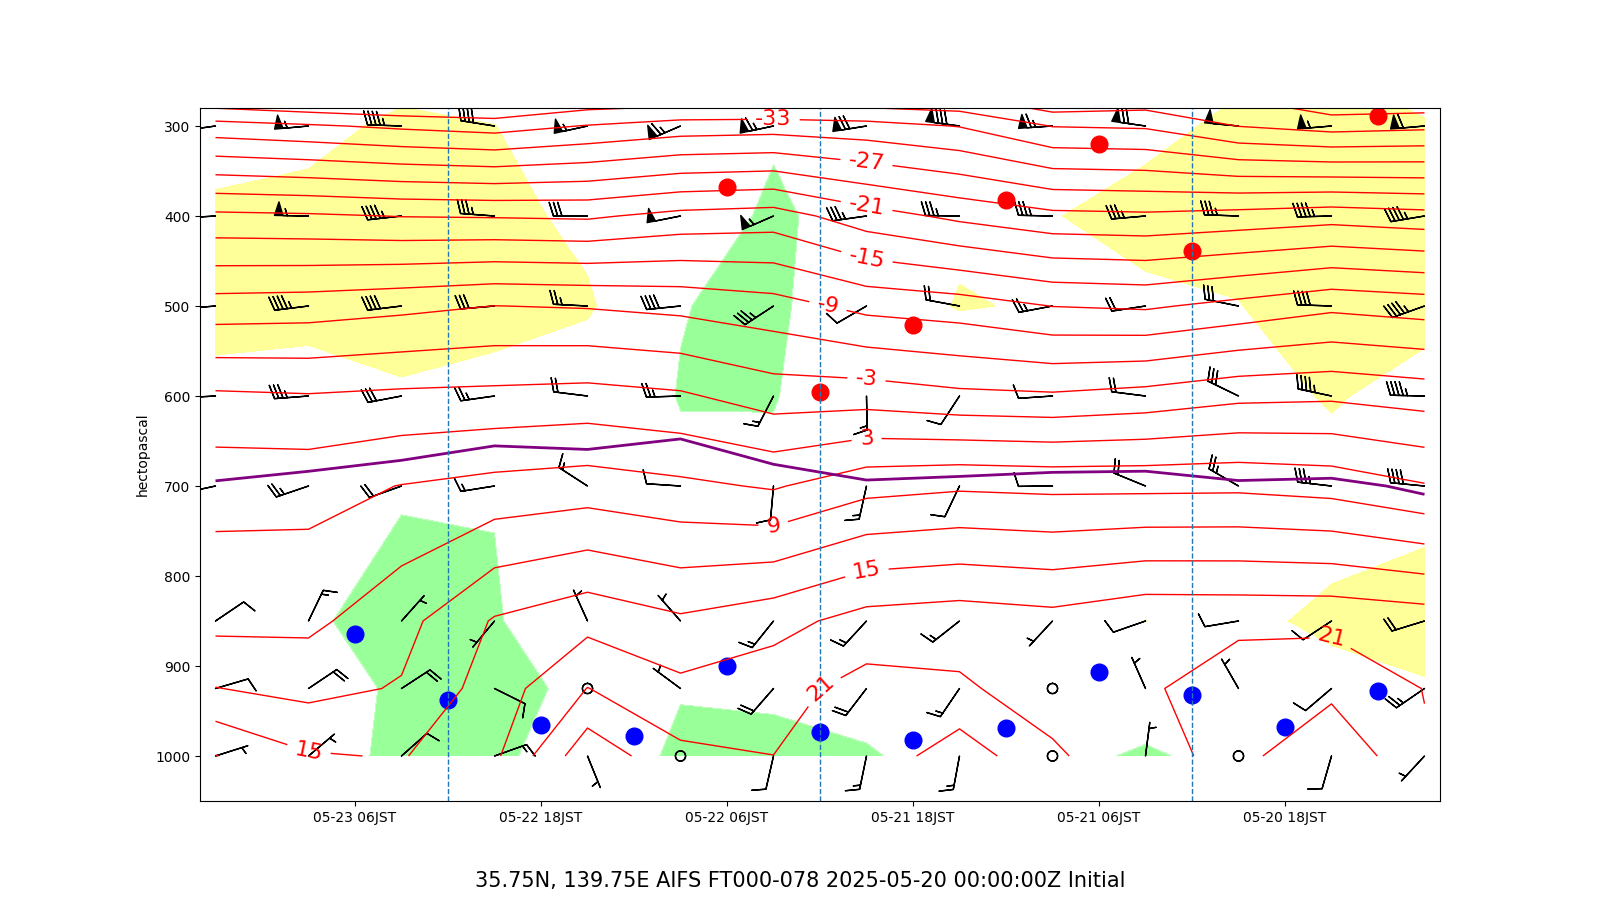 300
400
500
600
700
800
900
1000
hectopascal
-33
-27
-21
-15
-9
-3
3
9
15
21
21
15
05-23 06JST
05-22 18JST
05-22 06JST
05-21 18JST
05-21 06JST
05-20 18JST
35.75N, 139.75E AIFS FT000-078 2025-05-20 00:00:00Z Initial